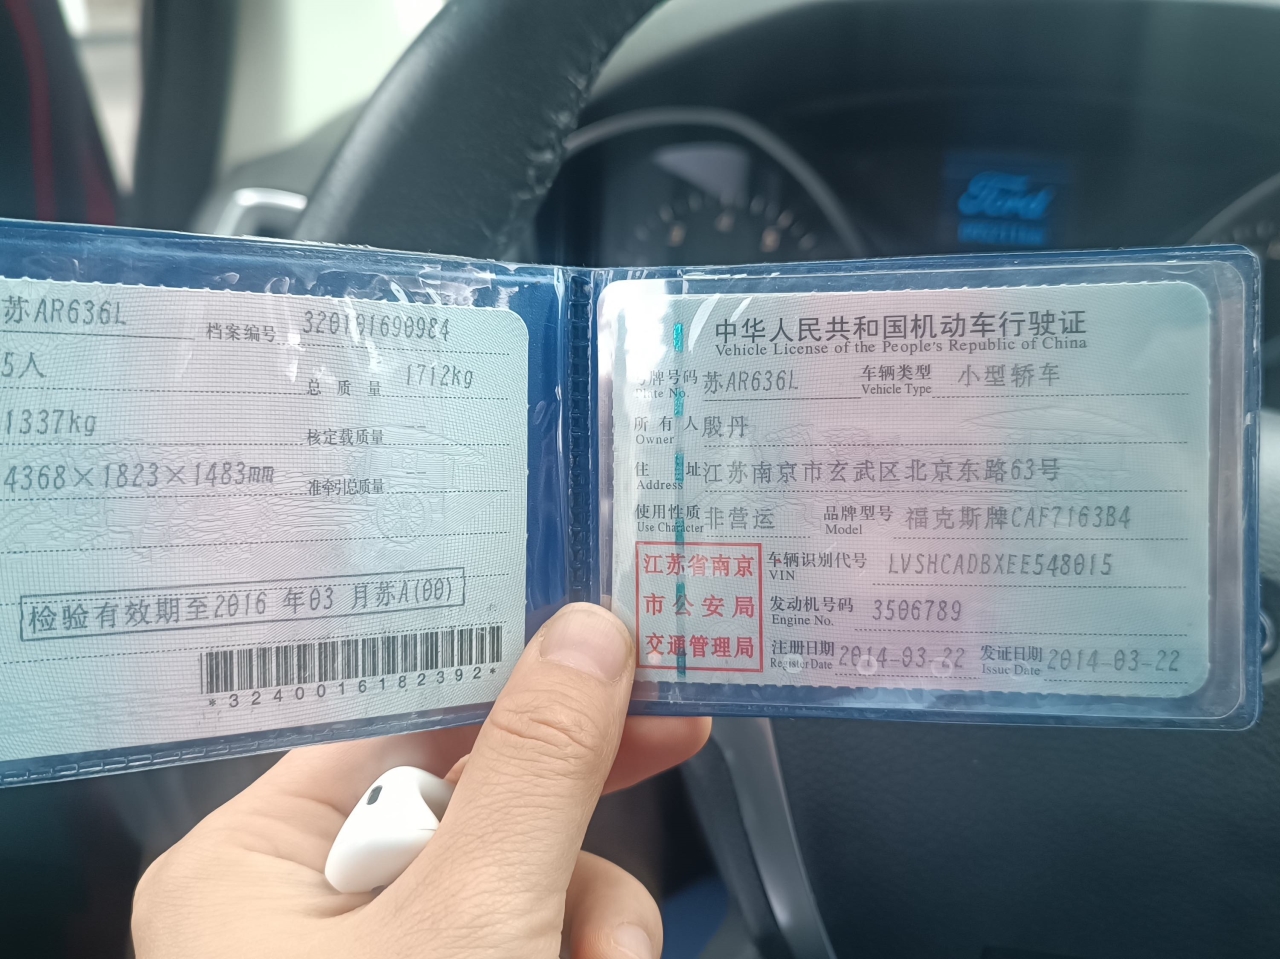 苏AR636L 档案编号 320101690984
5人 总质量 1712kg
1337kg 核定载质量 --
4368×1823×1483mm 准牵引总质量 --
检验有效期至2016年03月苏A(00)
*3240016182392*
中华人民共和国机动车行驶证
Vehicle License of the People's Republic of China
号牌号码 苏AR636L 车辆类型 小型轿车
Plate No. Vehicle Type
所有人 殷丹
Owner
住址 江苏南京市玄武区北京东路63号
Address
使用性质 非营运 品牌型号 福克斯牌CAF7163B4
Use Character Model
江苏省南京
市公安局
交通管理局
车辆识别代号 LVSHCADBXEE548015
VIN
发动机号码 3506789
Engine No.
注册日期 2014-03-22 发证日期 2014-03-22
Register Date Issue Date
Ford